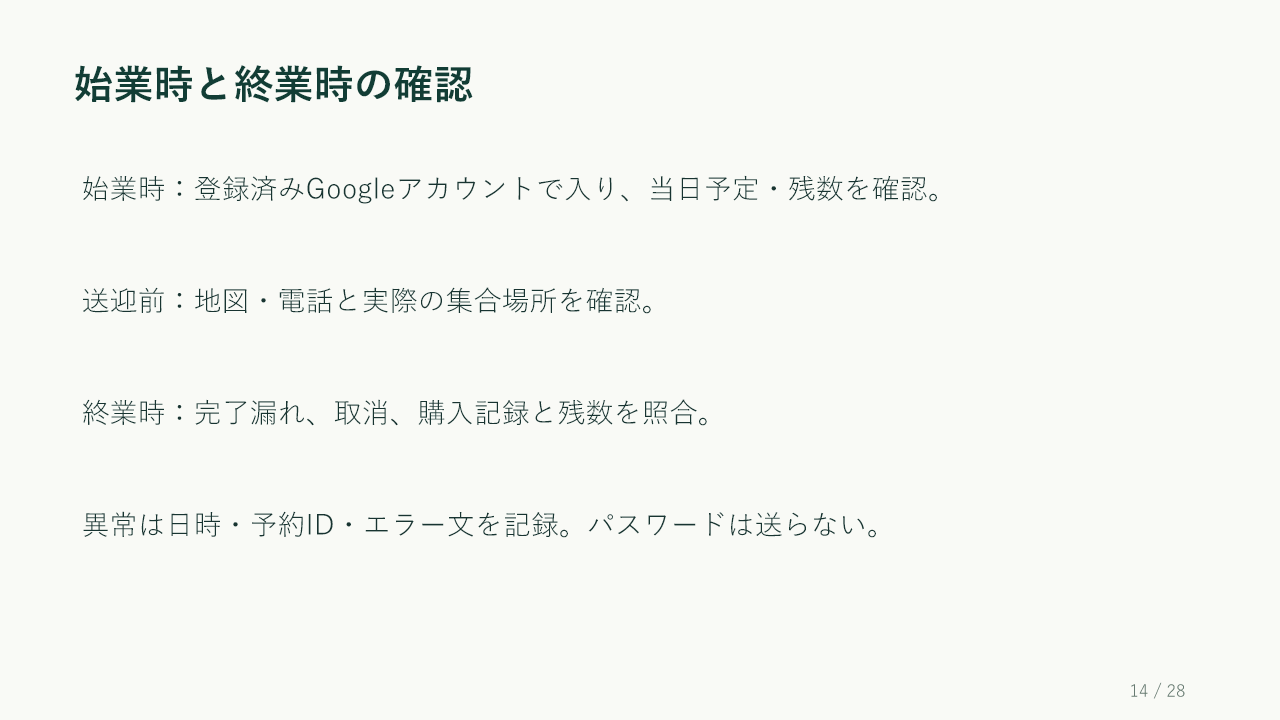 始業時と終業時の確認
始業時：登録済みGoogleアカウントで入り、当日予定・残数を確認。
送迎前：地図・電話と実際の集合場所を確認。
終業時：完了漏れ、取消、購入記録と残数を照合。
異常は日時・予約ID・エラー文を記録。パスワードは送らない。
14 / 28